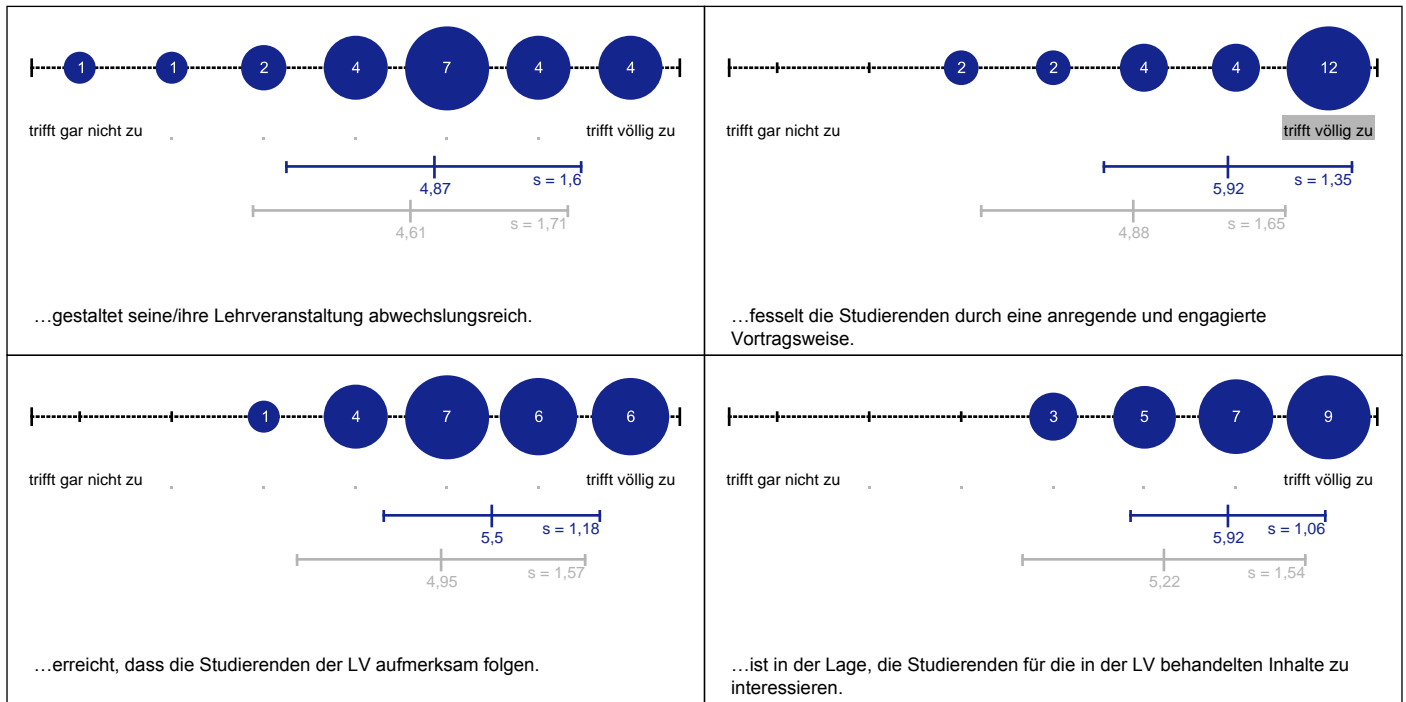 1 1 2 4 7 4 4
trifft gar nicht zu . . . . . trifft völlig zu
s = 1,6
4,87
s = 1,71
4,61
…gestaltet seine/ihre Lehrveranstaltung abwechslungsreich.
2 2 4 4 12
trifft gar nicht zu trifft völlig zu
s = 1,35
5,92
s = 1,65
4,88
…fesselt die Studierenden durch eine anregende und engagierte
Vortragsweise.
1 4 7 6 6
trifft gar nicht zu . . . . . trifft völlig zu
s = 1,18
5,5
s = 1,57
4,95
…erreicht, dass die Studierenden der LV aufmerksam folgen.
3 5 7 9
trifft gar nicht zu . . . . . trifft völlig zu
s = 1,06
5,92
s = 1,54
5,22
…ist in der Lage, die Studierenden für die in der LV behandelten Inhalte zu
interessieren.